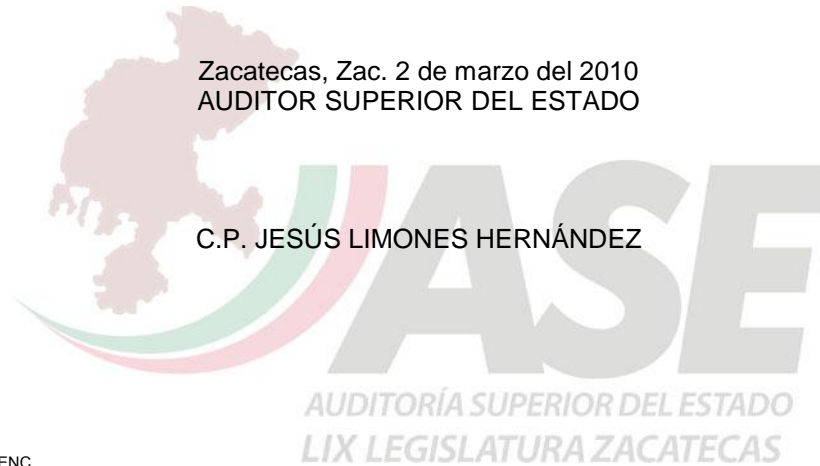 Zacatecas, Zac. 2 de marzo del 2010
AUDITOR SUPERIOR DEL ESTADO
C.P. JESÚS LIMONES HERNÁNDEZ
ASE
AUDITORÍA SUPERIOR DEL ESTADO
LIX LEGISLATURA ZACATECAS